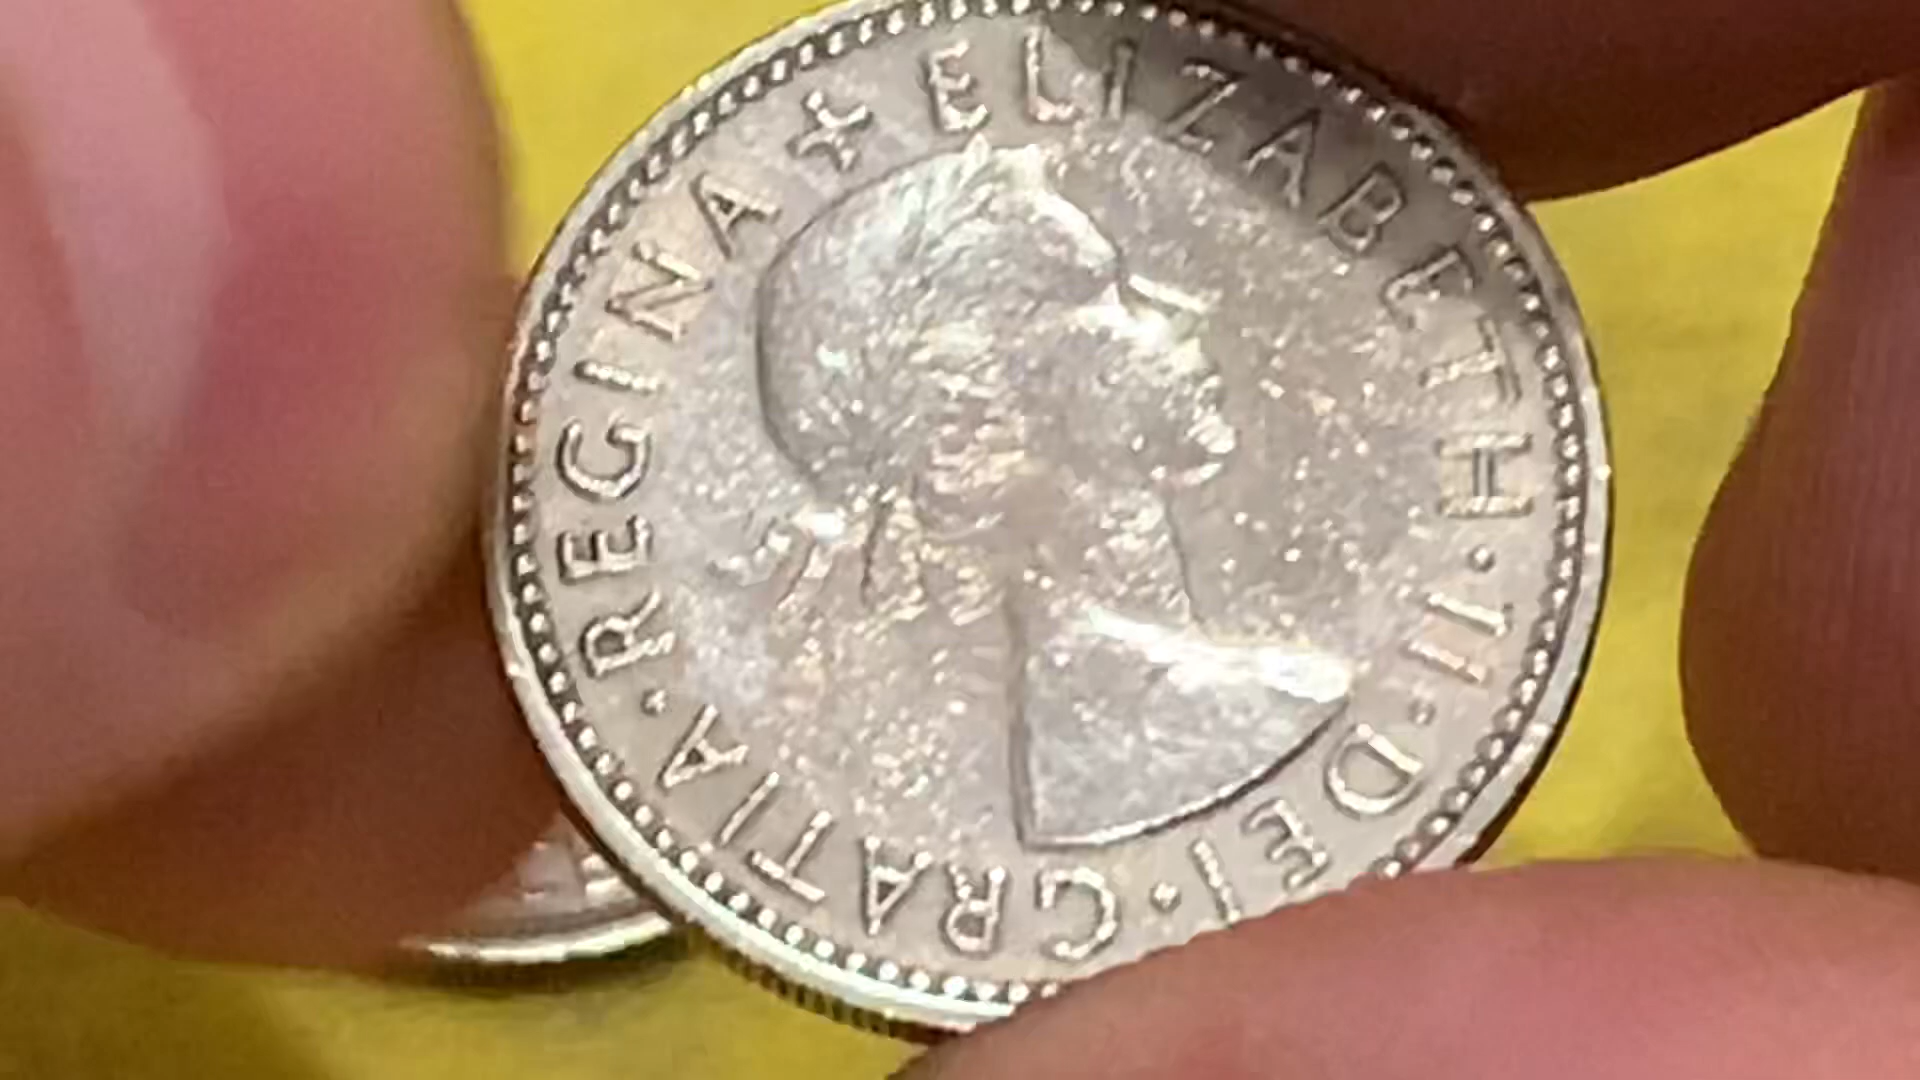 + ELIZABETH · II · DEI · GRATIA · REGINA